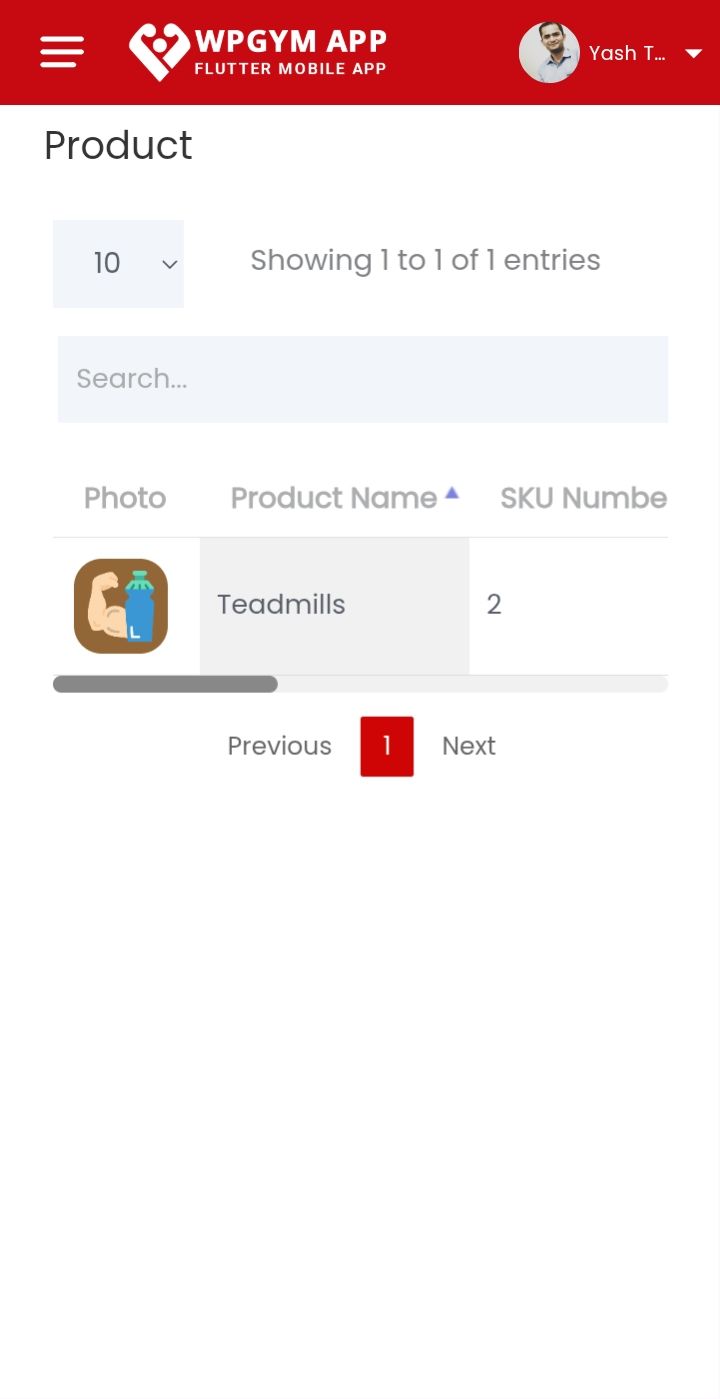 WPGYM APP
FLUTTER MOBILE APP
Yash T...
Product
10
Showing 1 to 1 of 1 entries
Search...
Photo Product Name SKU Numbe
L
Teadmills 2
Previous 1 Next